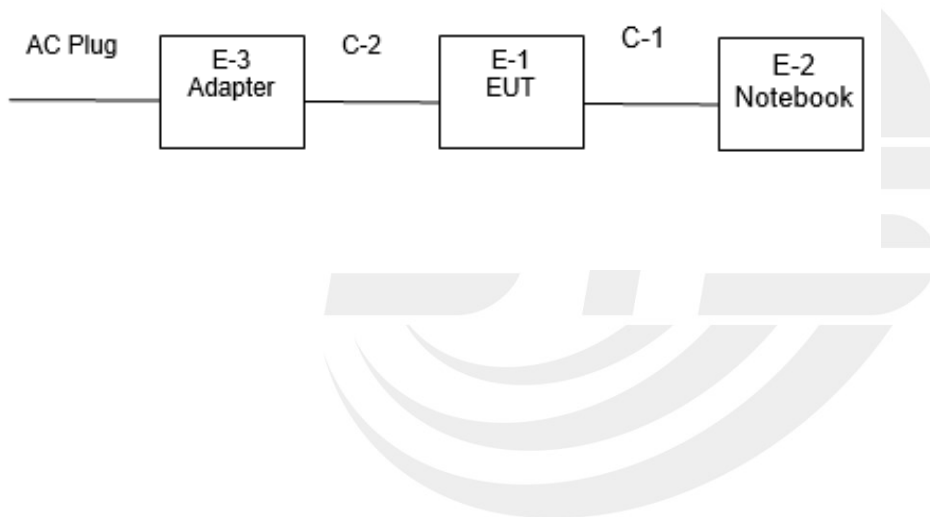 AC Plug
E-3
Adapter
C-2
E-1
EUT
C-1
E-2
Notebook